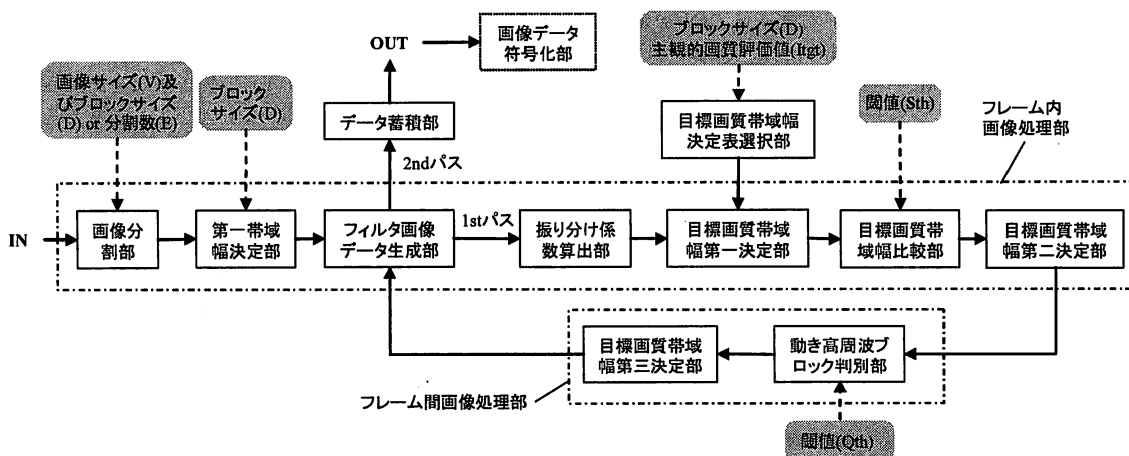 OUT
画像データ
符号化部
ブロックサイズ(D)
主観的画質評価値(Itgt)
画像サイズ(V)及
びブロックサイズ
(D) or 分割数(E)
ブロック
サイズ(D)
データ蓄積部
目標画質帯域幅
決定表選択部
閾値(Sth)
フレーム内
画像処理部
2ndパス
1stパス
IN
画像分
割部
第一帯域
幅決定部
フィルタ画像
データ生成部
振り分け係
数算出部
目標画質帯域
幅第一決定部
目標画質帯
域幅比較部
目標画質帯域
幅第二決定部
目標画質帯域
幅第三決定部
動き高周波ブ
ロック判別部
フレーム間画像処理部
閾値(Qth)